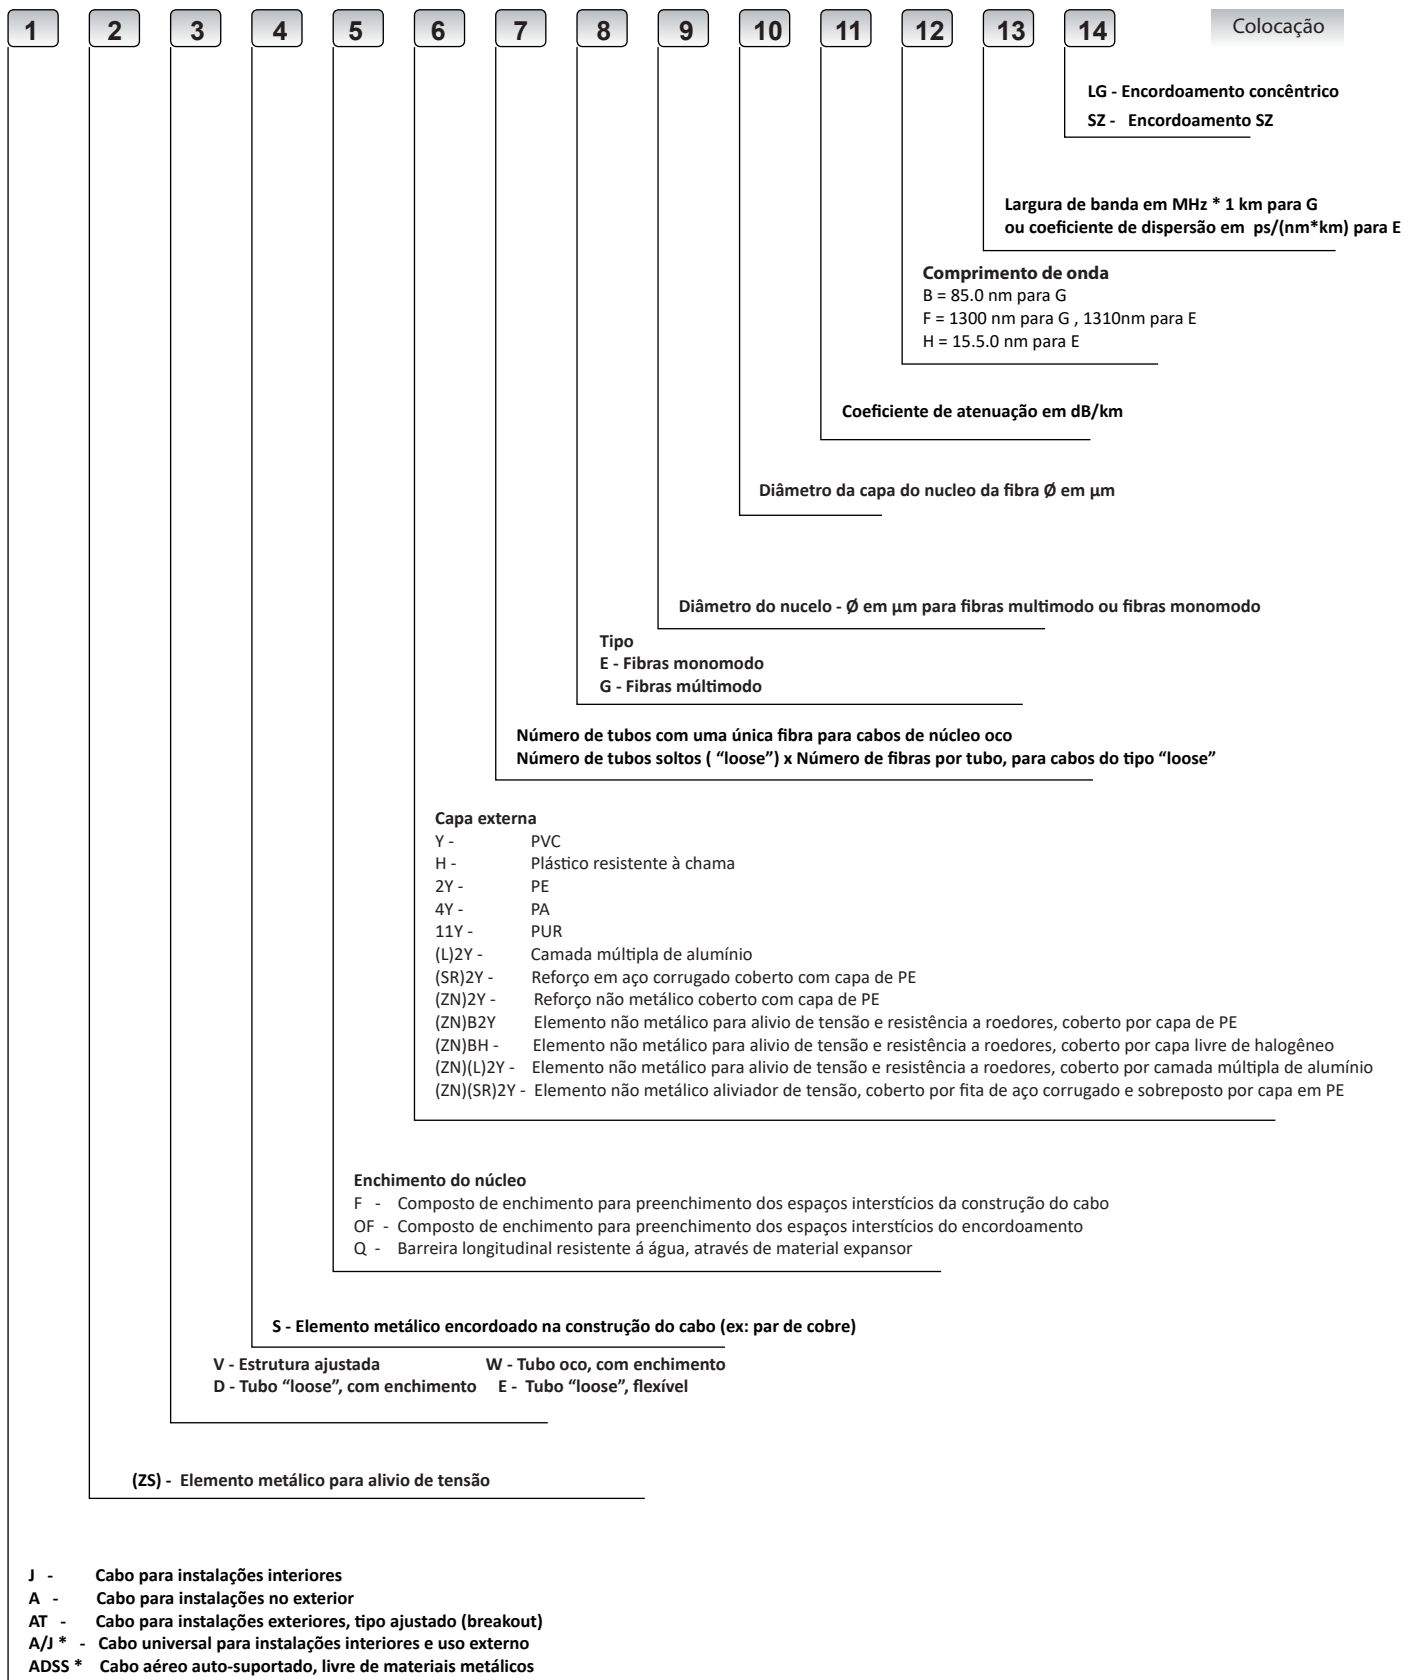 1 2 3 4 5 6 7 8 9 10 11 12 13 14 Colocação
LG - Encordoamento concêntrico
SZ - Encordoamento SZ
Largura de banda em MHz * 1 km para G
ou coeficiente de dispersão em ps/(nm*km) para E
Comprimento de onda
B = 85.0 nm para G
F = 1300 nm para G , 1310nm para E
H = 15.5.0 nm para E
Coeficiente de atenuação em dB/km
Diâmetro da capa do nucleo da fibra Ø em µm
Diâmetro do nucelo - Ø em µm para fibras multimodo ou fibras monomodo
Tipo
E - Fibras monomodo
G - Fibras múltimodo
Número de tubos com uma única fibra para cabos de núcleo oco
Número de tubos soltos ( “loose”) x Número de fibras por tubo, para cabos do tipo “loose”
Capa externa
Y - PVC
H - Plástico resistente à chama
2Y - PE
4Y - PA
11Y - PUR
(L)2Y - Camada múltipla de alumínio
(SR)2Y - Reforço em aço corrugado coberto com capa de PE
(ZN)2Y - Reforço não metálico coberto com capa de PE
(ZN)B2Y Elemento não metálico para alivio de tensão e resistência a roedores, coberto por capa de PE
(ZN)BH - Elemento não metálico para alivio de tensão e resistência a roedores, coberto por capa livre de halogêneo
(ZN)(L)2Y - Elemento não metálico para alivio de tensão e resistência a roedores, coberto por camada múltipla de alumínio
(ZN)(SR)2Y - Elemento não metálico aliviador de tensão, coberto por fita de aço corrugado e sobreposto por capa em PE
Enchimento do núcleo
F - Composto de enchimento para preenchimento dos espaços interstícios da construção do cabo
OF - Composto de enchimento para preenchimento dos espaços interstícios do encordoamento
Q - Barreira longitudinal resistente á água, através de material expansor
S - Elemento metálico encordoado na construção do cabo (ex: par de cobre)
V - Estrutura ajustada W - Tubo oco, com enchimento
D - Tubo “loose”, com enchimento E - Tubo “loose”, flexível
(ZS) - Elemento metálico para alivio de tensão
J - Cabo para instalações interiores
A - Cabo para instalações no exterior
AT - Cabo para instalações exteriores, tipo ajustado (breakout)
A/J * - Cabo universal para instalações interiores e uso externo
ADSS * Cabo aéreo auto-suportado, livre de materiais metálicos